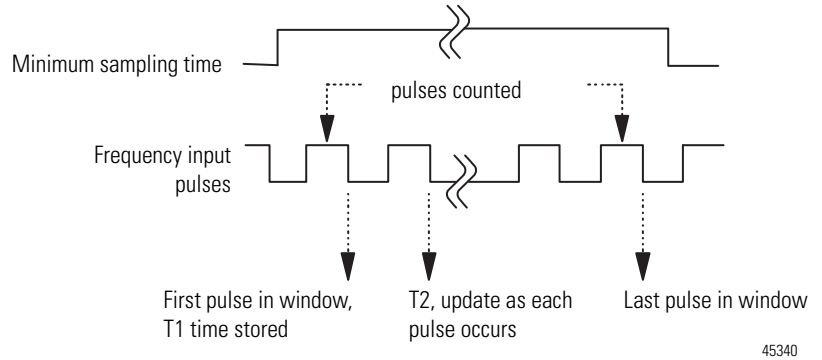 Minimum sampling time
pulses counted
Frequency input
pulses
First pulse in window,
T1 time stored
T2, update as each
pulse occurs
Last pulse in window
45340